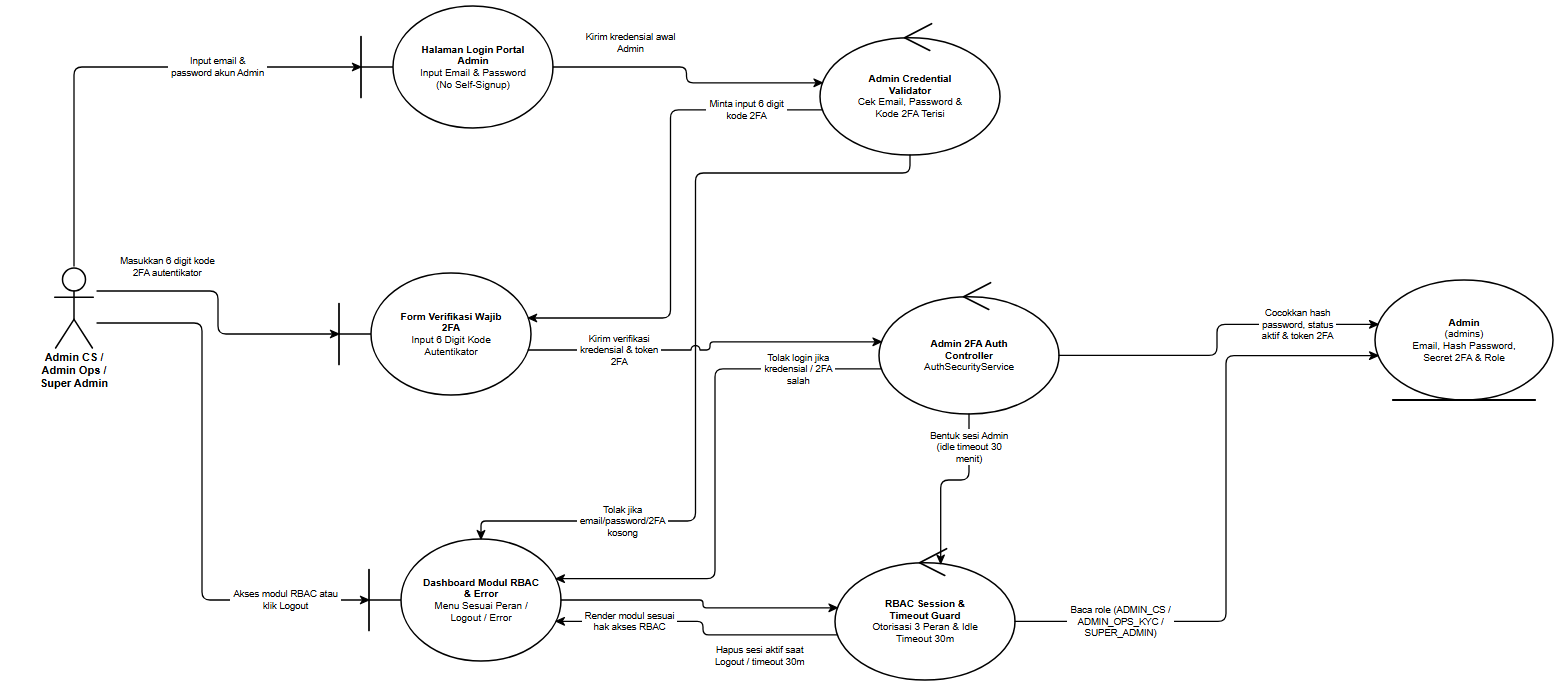 Input email &
password akun Admin
Halaman Login Portal
Admin
Input Email & Password
(No Self-Signup)
Kirim kredensial awal
Admin
Admin Credential
Validator
Cek Email, Password &
Kode 2FA Terisi
Minta input 6 digit
kode 2FA
Masukkan 6 digit kode
2FA autentikator
Admin CS /
Admin Ops /
Super Admin
Form Verifikasi Wajib
2FA
Input 6 Digit Kode
Autentikator
Kirim verifikasi
kredensial & token
2FA
Tolak login jika
kredensial / 2FA
salah
Admin 2FA Auth
Controller
AuthSecurityService
Cocokkan hash
password, status
aktif & token 2FA
Admin
(admins)
Email, Hash Password,
Secret 2FA & Role
Bentuk sesi Admin
(idle timeout 30
menit)
Tolak jika
email/password/2FA
kosong
Akses modul RBAC atau
klik Logout
Dashboard Modul RBAC
& Error
Menu Sesuai Peran /
Logout / Error
Render modul sesuai
hak akses RBAC
Hapus sesi aktif saat
Logout / timeout 30m
RBAC Session &
Timeout Guard
Otorisasi 3 Peran & Idle
Timeout 30m
Baca role (ADMIN_CS /
ADMIN_OPS_KYC /
SUPER_ADMIN)